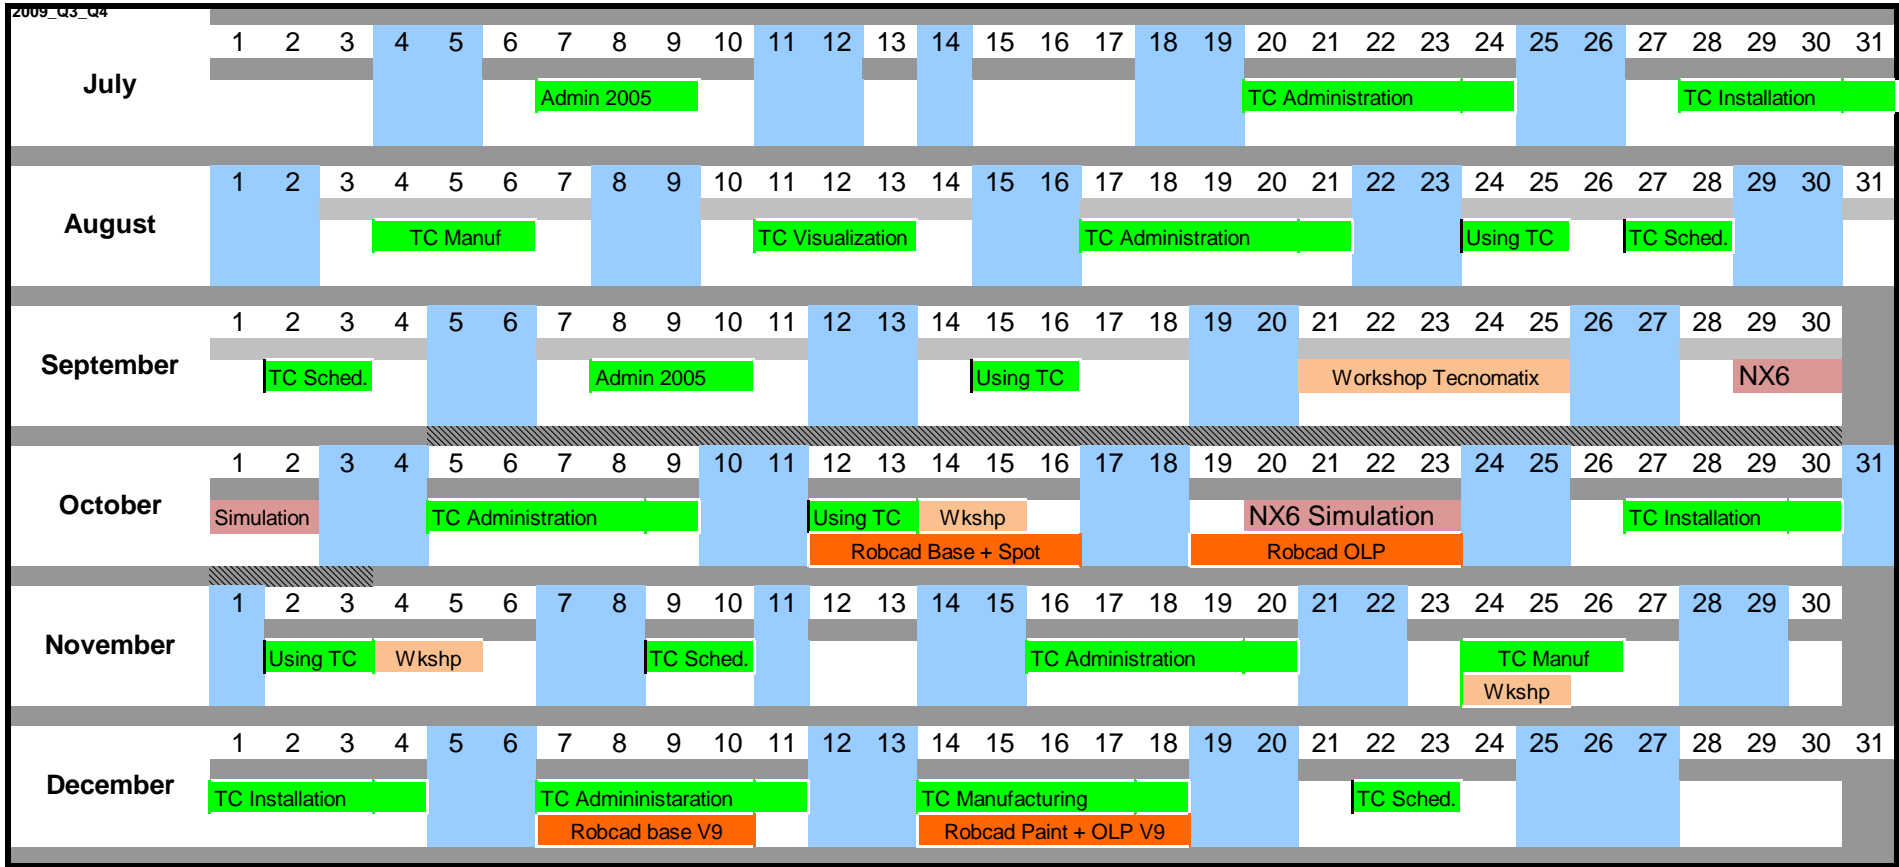 2009_Q3_Q4
1 2 3 4 5 6 7 8 9 10 11 12 13 14 15 16 17 18 19 20 21 22 23 24 25 26 27 28 29 30 31
July
Admin 2005 TC Administration TC Installation
1 2 3 4 5 6 7 8 9 10 11 12 13 14 15 16 17 18 19 20 21 22 23 24 25 26 27 28 29 30 31
August
TC Manuf TC Visualization TC Administration Using TC TC Sched.
1 2 3 4 5 6 7 8 9 10 11 12 13 14 15 16 17 18 19 20 21 22 23 24 25 26 27 28 29 30
September
TC Sched. Admin 2005 Using TC Workshop Tecnomatix NX6
1 2 3 4 5 6 7 8 9 10 11 12 13 14 15 16 17 18 19 20 21 22 23 24 25 26 27 28 29 30 31
October
Simulation TC Administration Using TC Wkshp NX6 Simulation TC Installation
Robcad Base + Spot Robcad OLP
1 2 3 4 5 6 7 8 9 10 11 12 13 14 15 16 17 18 19 20 21 22 23 24 25 26 27 28 29 30
November
Using TC Wkshp TC Sched. TC Administration TC Manuf
Wkshp
1 2 3 4 5 6 7 8 9 10 11 12 13 14 15 16 17 18 19 20 21 22 23 24 25 26 27 28 29 30 31
December
TC Installation TC Admininistaration TC Manufacturing TC Sched.
Robcad base V9 Robcad Paint + OLP V9